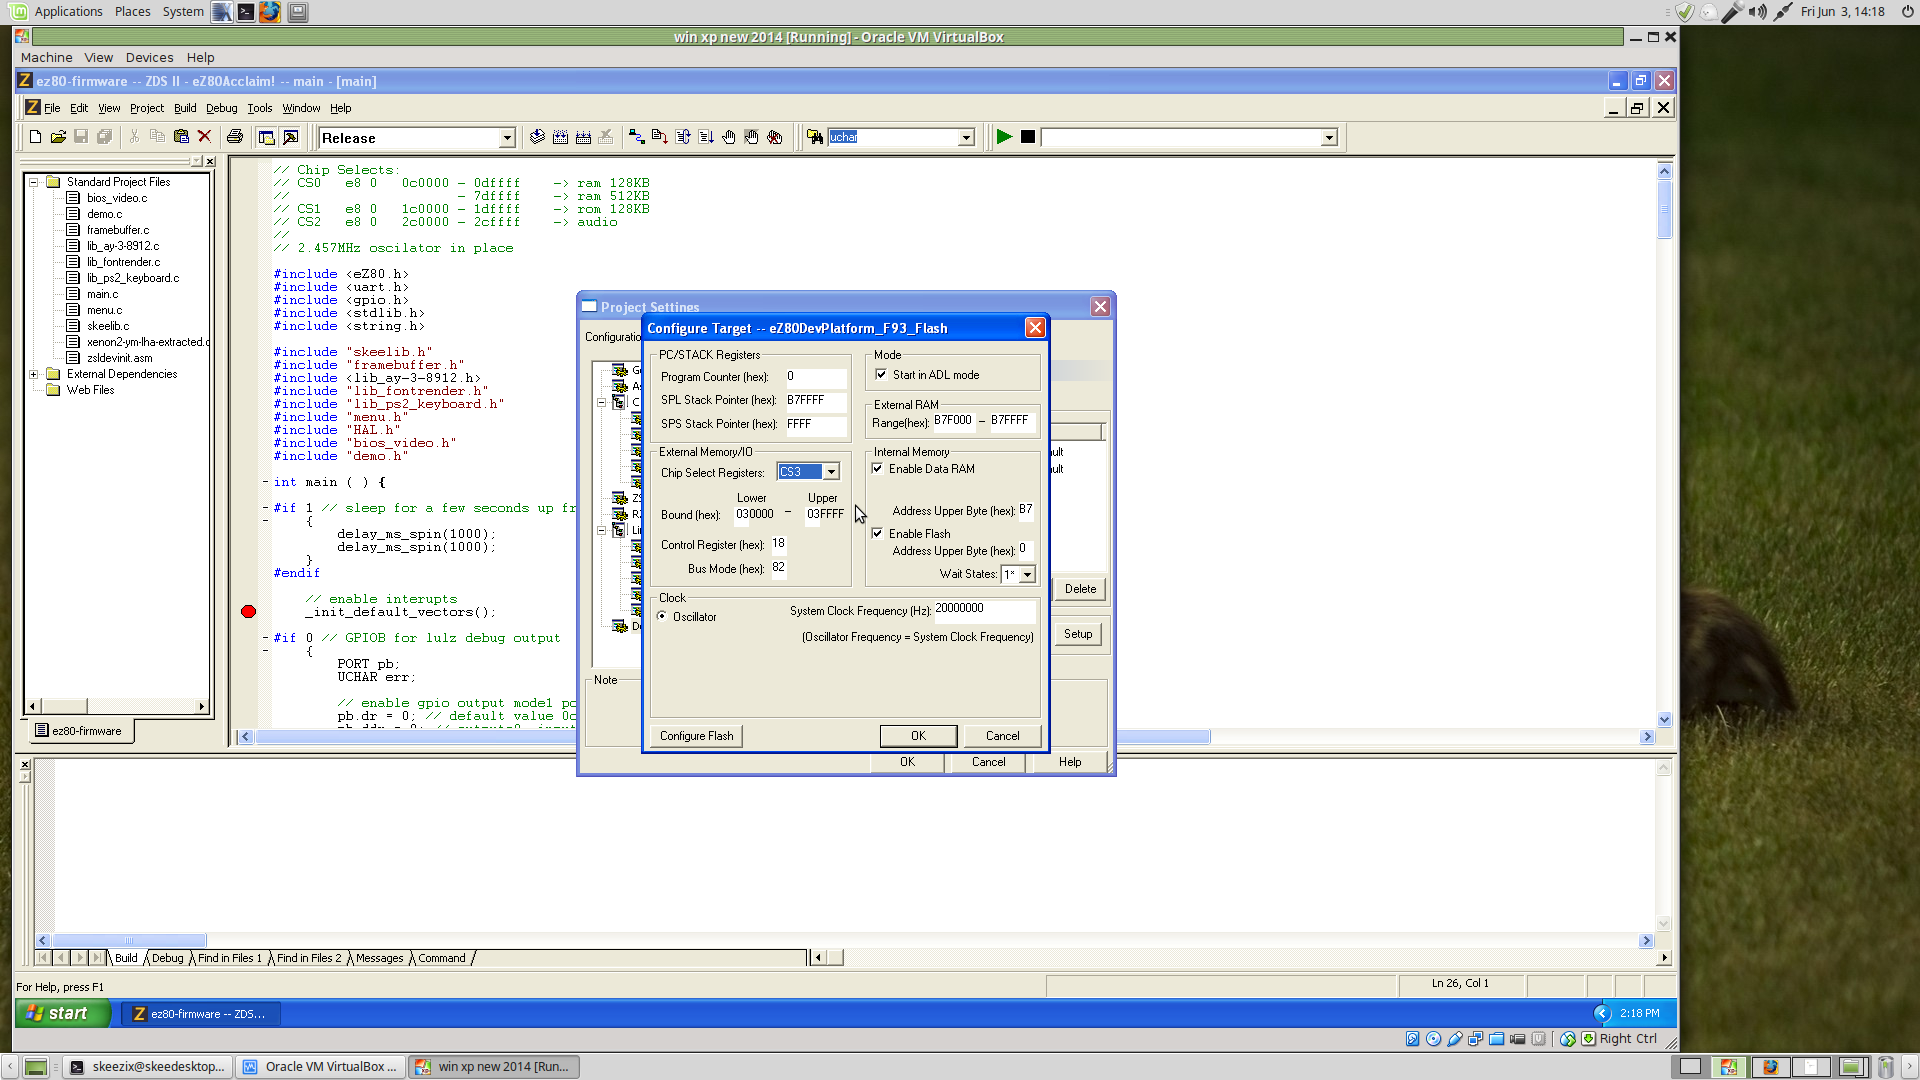 Applications Places System
Fri Jun 3, 14:18
win xp new 2014 [Running] - Oracle VM VirtualBox
Machine View Devices Help
ez80-firmware -- ZDS II - eZ80Acclaim! -- main - [main]
File Edit View Project Build Debug Tools Window Help
Release
uchar
Standard Project Files
bios_video.c
demo.c
framebuffer.c
lib_ay-3-8912.c
lib_fontrender.c
lib_ps2_keyboard.c
main.c
menu.c
skeelib.c
xenon2-ym-lha-extracted.c
zsldevinit.asm
External Dependencies
Web Files
ez80-firmware
// Chip Selects:
// CS0 e8 0 0c0000 - 0dffff -> ram 128KB
// - 7dffff -> ram 512KB
// CS1 e8 0 1c0000 - 1dffff -> rom 128KB
// CS2 e8 0 2c0000 - 2cffff -> audio
//
// 2.457MHz oscilator in place
#include <eZ80.h>
#include <uart.h>
#include <gpio.h>
#include <stdlib.h>
#include <string.h>
#include "skeelib.h"
#include "framebuffer.h"
#include <lib_ay-3-8912.h>
#include "lib_fontrender.h"
#include "lib_ps2_keyboard.h"
#include "menu.h"
#include "HAL.h"
#include "bios_video.h"
#include "demo.h"
int main ( ) {
#if 1 // sleep for a few seconds up fr
{
delay_ms_spin(1000);
delay_ms_spin(1000);
}
#endif
// enable interupts
_init_default_vectors();
#if 0 // GPIOB for lulz debug output
{
PORT pb;
UCHAR err;
// enable gpio output mode1 po
pb.dr = 0; // default value 0
Project Settings
Configuratio
Note
Delete
Setup
OK Cancel Help
Configure Target -- eZ80DevPlatform_F93_Flash
PC/STACK Registers
Program Counter (hex): 0
SPL Stack Pointer (hex): B7FFFF
SPS Stack Pointer (hex): FFFF
Mode
Start in ADL mode
External RAM
Range(hex): B7F000 - B7FFFF
External Memory/IO
Chip Select Registers: CS3
Lower Upper
Bound (hex): 030000 - 03FFFF
Control Register (hex): 18
Bus Mode (hex): 82
Internal Memory
Enable Data RAM
Address Upper Byte (hex): B7
Enable Flash
Address Upper Byte (hex): 0
Wait States: 1*
Clock
Oscillator
System Clock Frequency (Hz): 20000000
(Oscillator Frequency = System Clock Frequency)
Configure Flash OK Cancel
Build Debug Find in Files 1 Find in Files 2 Messages Command
For Help, press F1
Ln 26, Col 1
start
ez80-firmware -- ZDS...
2:18 PM
Right Ctrl
skeezix@skeedesktop...
Oracle VM VirtualBox ...
win xp new 2014 [Run...